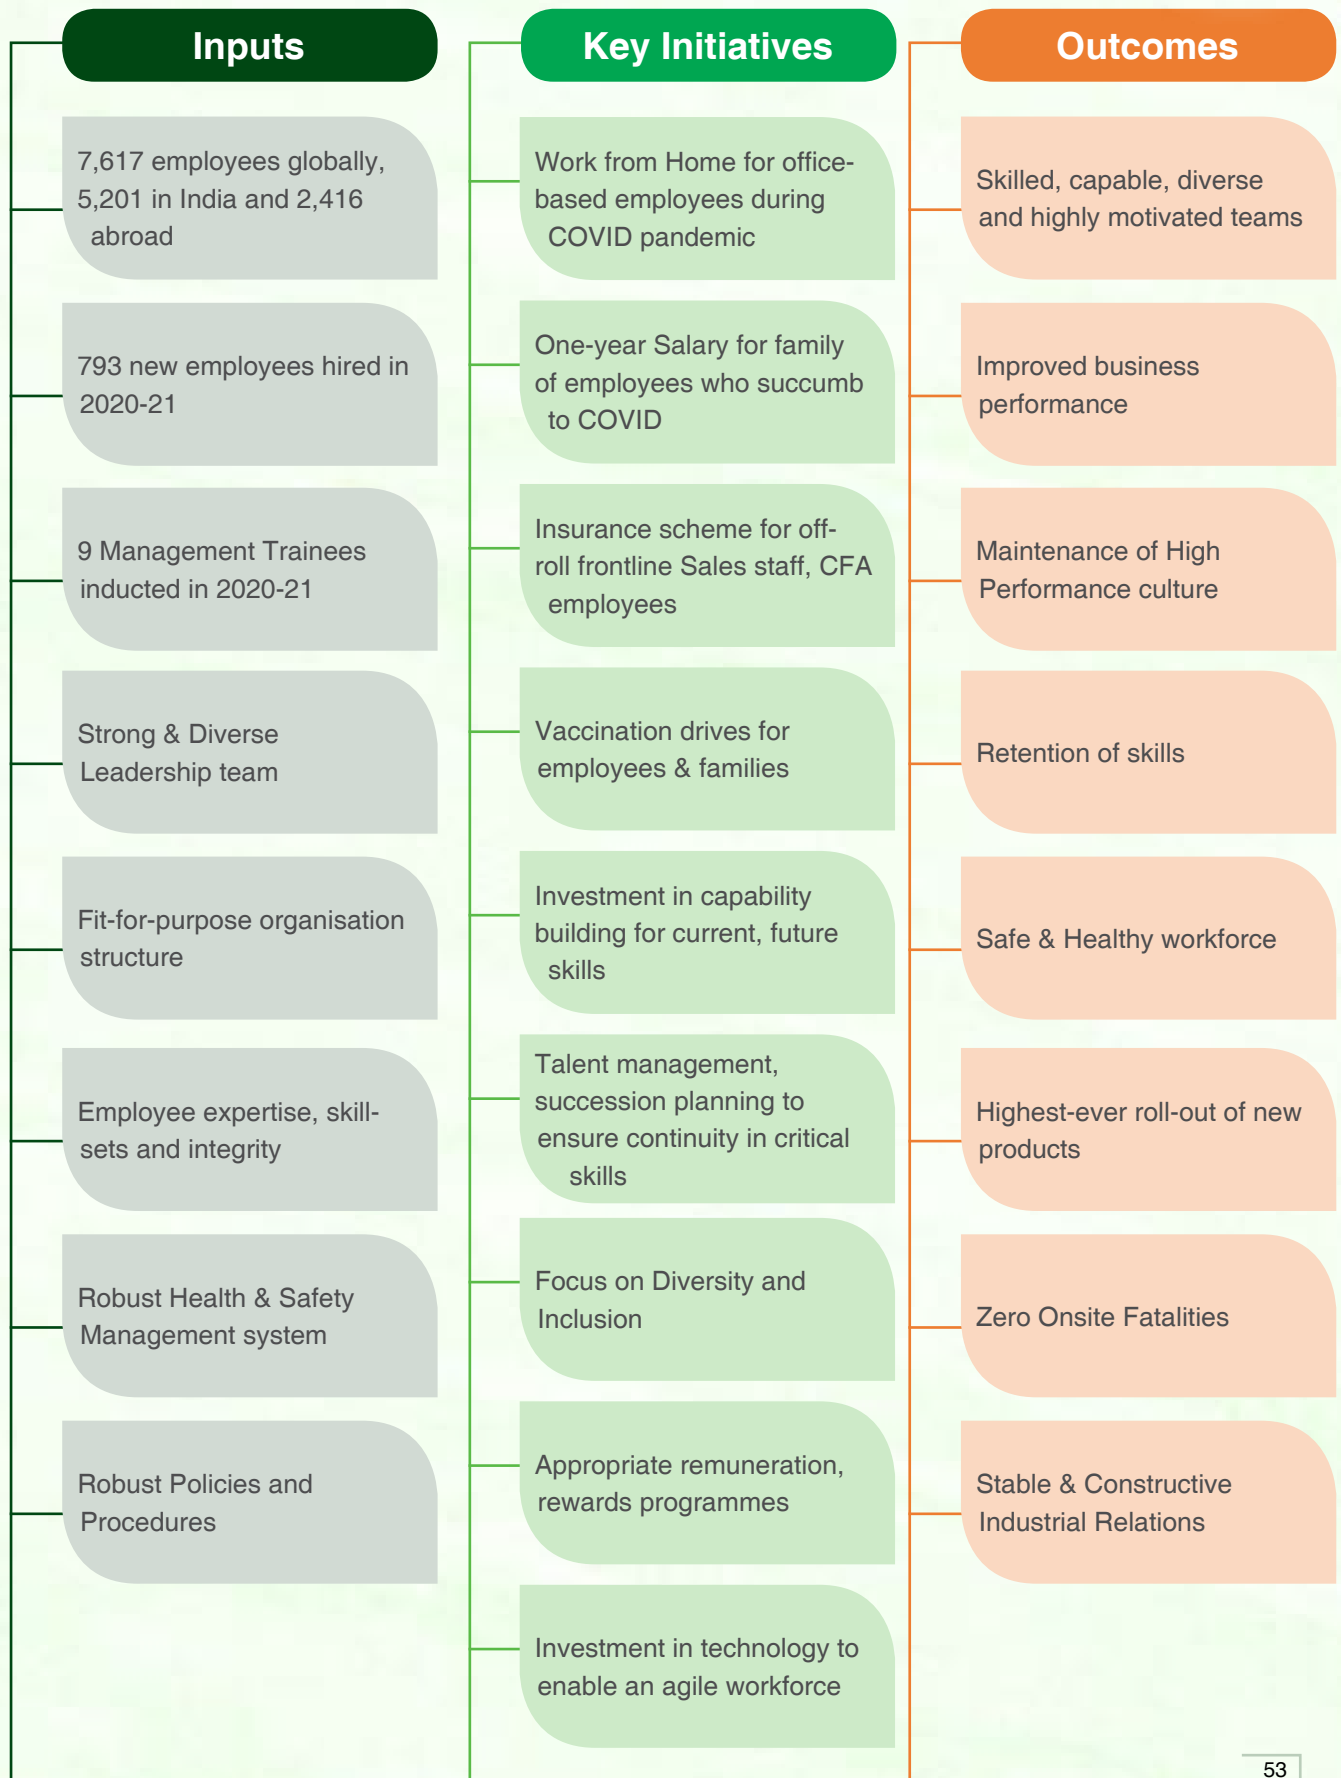 Inputs
7,617 employees globally,
5,201 in India and 2,416
abroad
793 new employees hired in
2020-21
9 Management Trainees
inducted in 2020-21
Strong & Diverse
Leadership team
Fit-for-purpose organisation
structure
Employee expertise, skill-
sets and integrity
Robust Health & Safety
Management system
Robust Policies and
Procedures
Key Initiatives
Work from Home for office-
based employees during
COVID pandemic
One-year Salary for family
of employees who succumb
to COVID
Insurance scheme for off-
roll frontline Sales staff, CFA
employees
Vaccination drives for
employees & families
Investment in capability
building for current, future
skills
Talent management,
succession planning to
ensure continuity in critical
skills
Focus on Diversity and
Inclusion
Appropriate remuneration,
rewards programmes
Investment in technology to
enable an agile workforce
Outcomes
Skilled, capable, diverse
and highly motivated teams
Improved business
performance
Maintenance of High
Performance culture
Retention of skills
Safe & Healthy workforce
Highest-ever roll-out of new
products
Zero Onsite Fatalities
Stable & Constructive
Industrial Relations
53